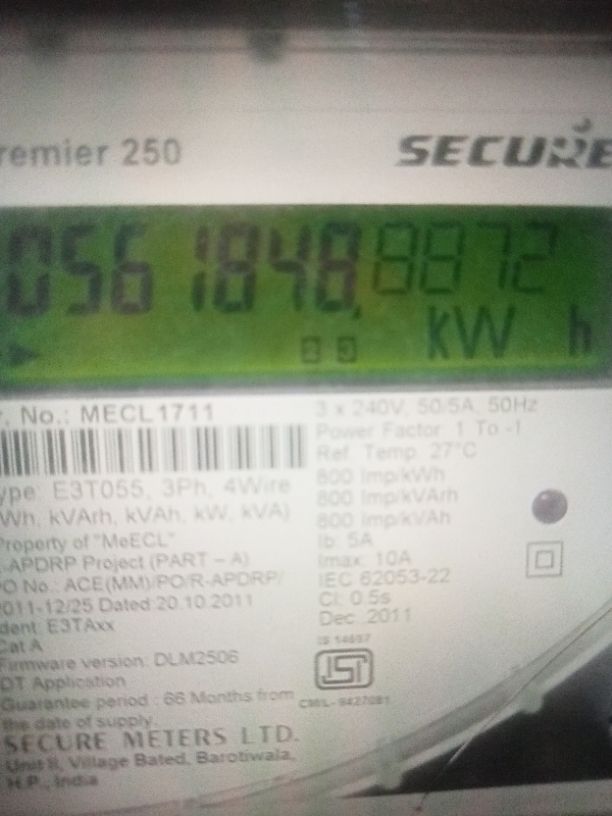 remier 250
SECURE
0561848.8872
kWh
r. No.: MECL1711
ype: E3T055, 3Ph, 4Wire
Wh, kVArh, kVAh, kW, kVA)
Property of "MeECL"
-APDRP Project (PART – A)
O No.: ACE(MM)/PO/R-APDRP/
011-12/25 Dated:20.10.2011
dent: E3TAxx
Cat A
Firmware version: DLM2506
DT Application
Guarantee period : 66 Months from
the date of supply.
SECURE METERS LTD.
Unit II, Village Bated, Barotiwala,
H.P., India
3 x 240V, 50/5A, 50Hz
Power Factor: 1 To -1
Ref. Temp. 27°C
800 Imp/kWh
800 Imp/kVArh
800 Imp/kVAh
Ib: 5A
Imax: 10A
IEC 62053-22
Cl: 0.5s
Dec. 2011
IS 14697
ISI